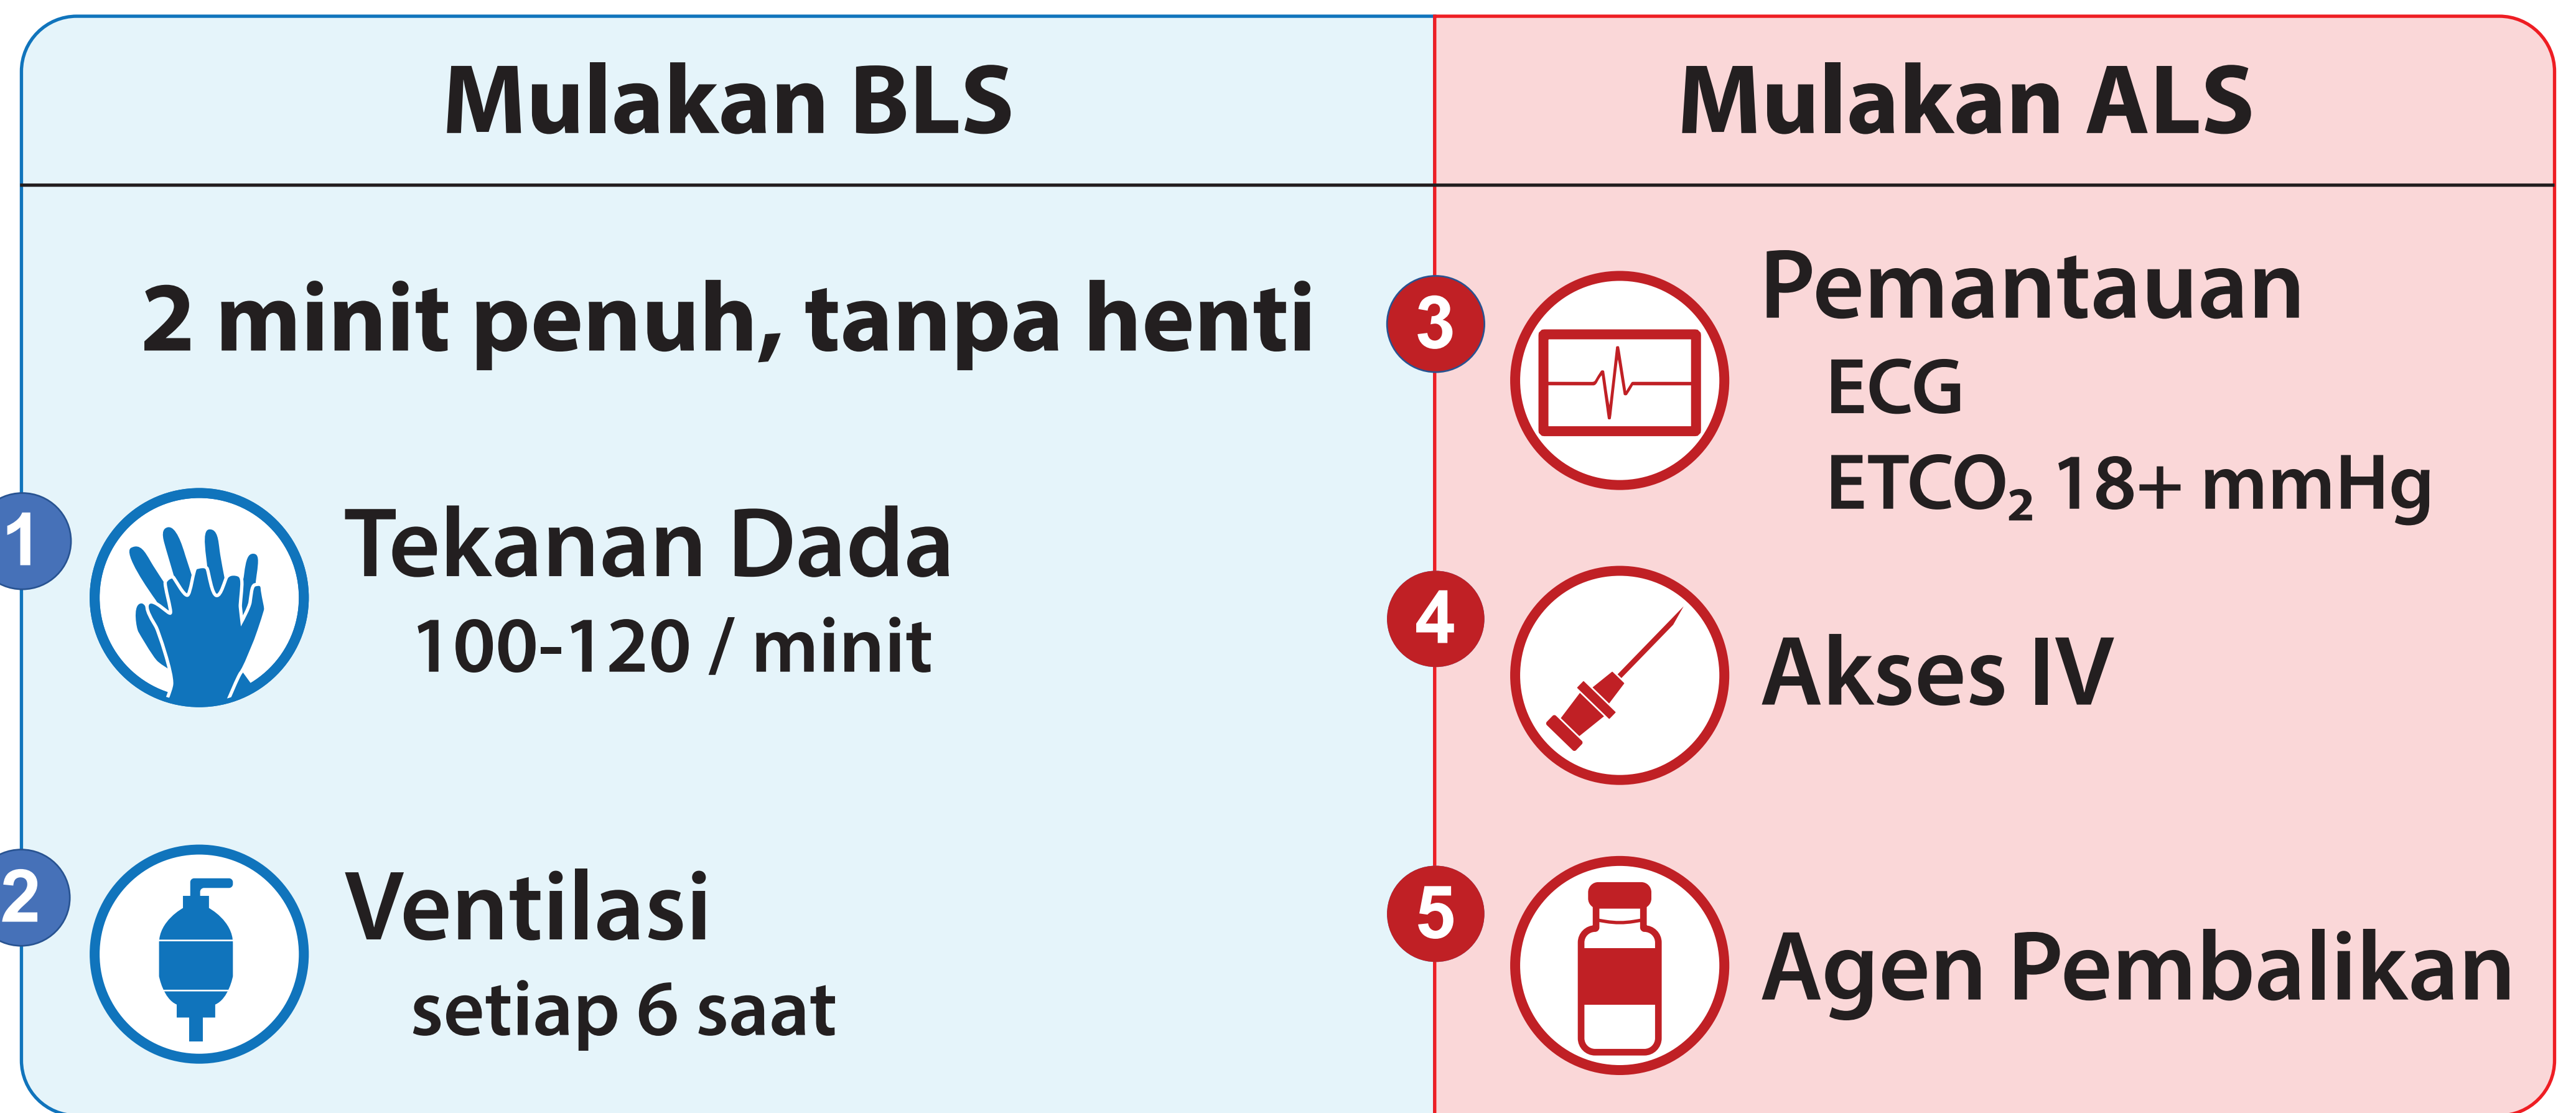 Mulakan BLS
2 minit penuh, tanpa henti
1
Tekanan Dada
100-120 / minit
2
Ventilasi
setiap 6 saat
Mulakan ALS
3
Pemantauan
ECG
ETCO₂ 18+ mmHg
4
Akses IV
5
Agen Pembalikan